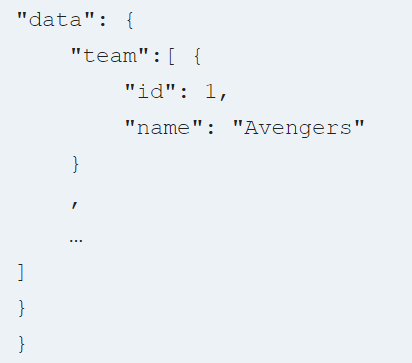 "data": {
"team":[ {
"id": 1,
"name": "Avengers"
}
,
…
]
}
}